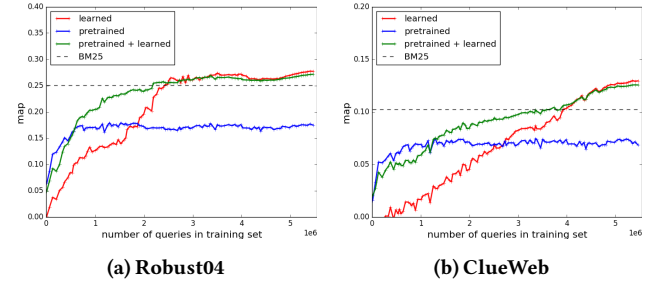 learned
pretrained
pretrained + learned
BM25
map
0.40
0.35
0.30
0.25
0.20
0.15
0.10
0.05
0.00
0 1 2 3 4 5
1e6
number of queries in training set
(a) Robust04
learned
pretrained
pretrained + learned
BM25
map
0.20
0.15
0.10
0.05
0.00
0 1 2 3 4 5
1e6
number of queries in training set
(b) ClueWeb